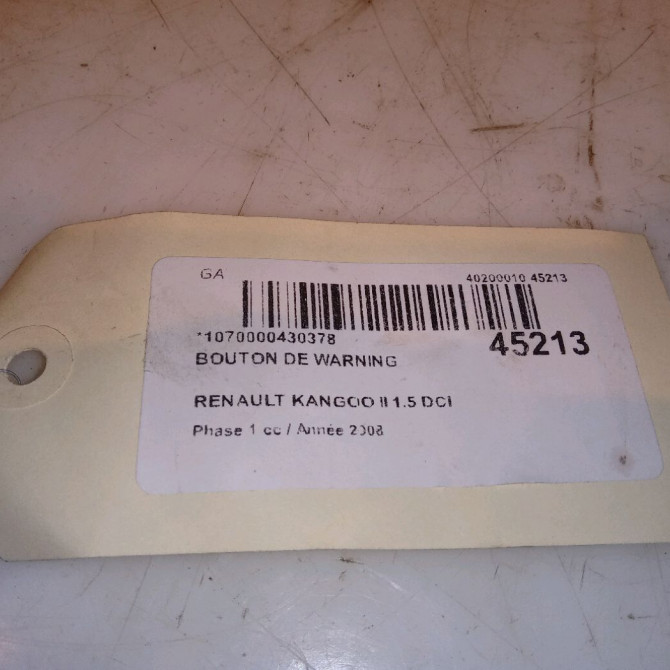 GA
40200010 45213
*1070000430378
45213
BOUTON DE WARNING
RENAULT KANGOO II 1.5 DCI
Phase 1 cc / Année 2008